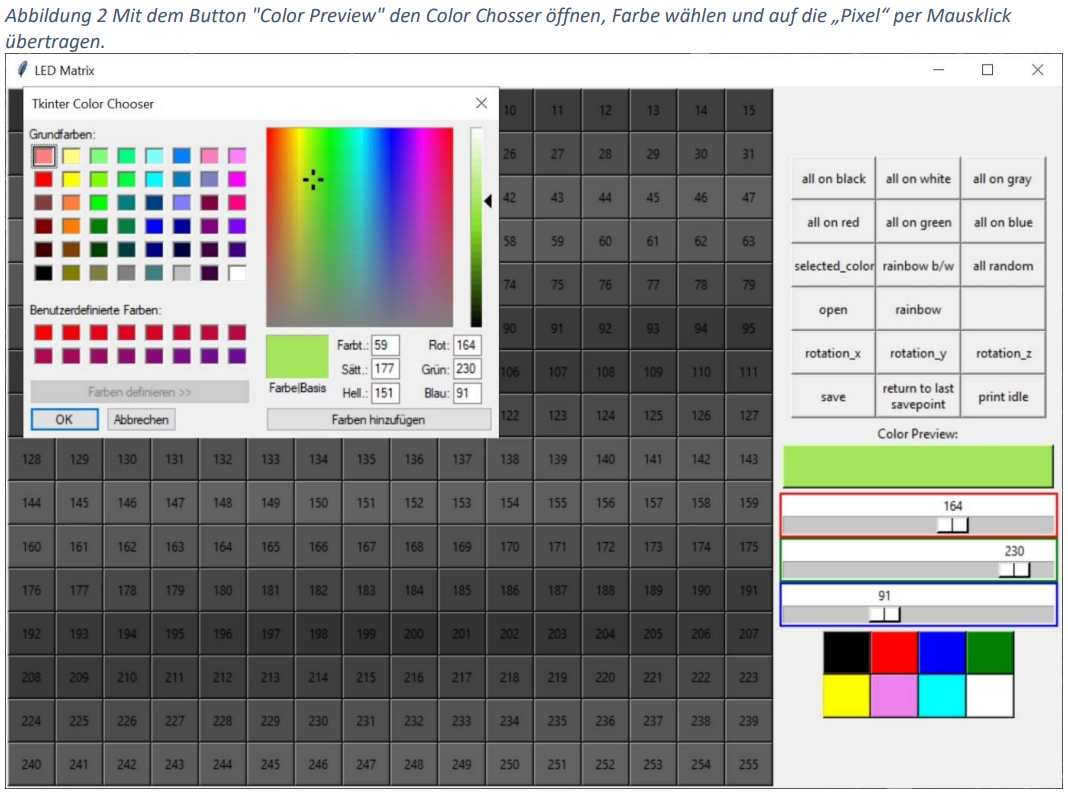 Abbildung 2 Mit dem Button "Color Preview" den Color Chosser öffnen, Farbe wählen und auf die „Pixel“ per Mausklick
übertragen.
LED Matrix
Tkinter Color Chooser
Grundfarben:
Benutzerdefinierte Farben:
Farben definieren >>
OK Abbrechen
Farbe|Basis
Farbt.: 59 Rot: 164
Sätt.: 177 Grün: 230
Hell.: 151 Blau: 91
Farben hinzufügen
10 11 12 13 14 15
26 27 28 29 30 31
42 43 44 45 46 47
58 59 60 61 62 63
74 75 76 77 78 79
90 91 92 93 94 95
106 107 108 109 110 111
122 123 124 125 126 127
128 129 130 131 132 133 134 135 136 137 138 139 140 141 142 143
144 145 146 147 148 149 150 151 152 153 154 155 156 157 158 159
160 161 162 163 164 165 166 167 168 169 170 171 172 173 174 175
176 177 178 179 180 181 182 183 184 185 186 187 188 189 190 191
192 193 194 195 196 197 198 199 200 201 202 203 204 205 206 207
208 209 210 211 212 213 214 215 216 217 218 219 220 221 222 223
224 225 226 227 228 229 230 231 232 233 234 235 236 237 238 239
240 241 242 243 244 245 246 247 248 249 250 251 252 253 254 255
all on black all on white all on gray
all on red all on green all on blue
selected_color rainbow b/w all random
open rainbow
rotation_x rotation_y rotation_z
save return to last savepoint print idle
Color Preview:
164
230
91